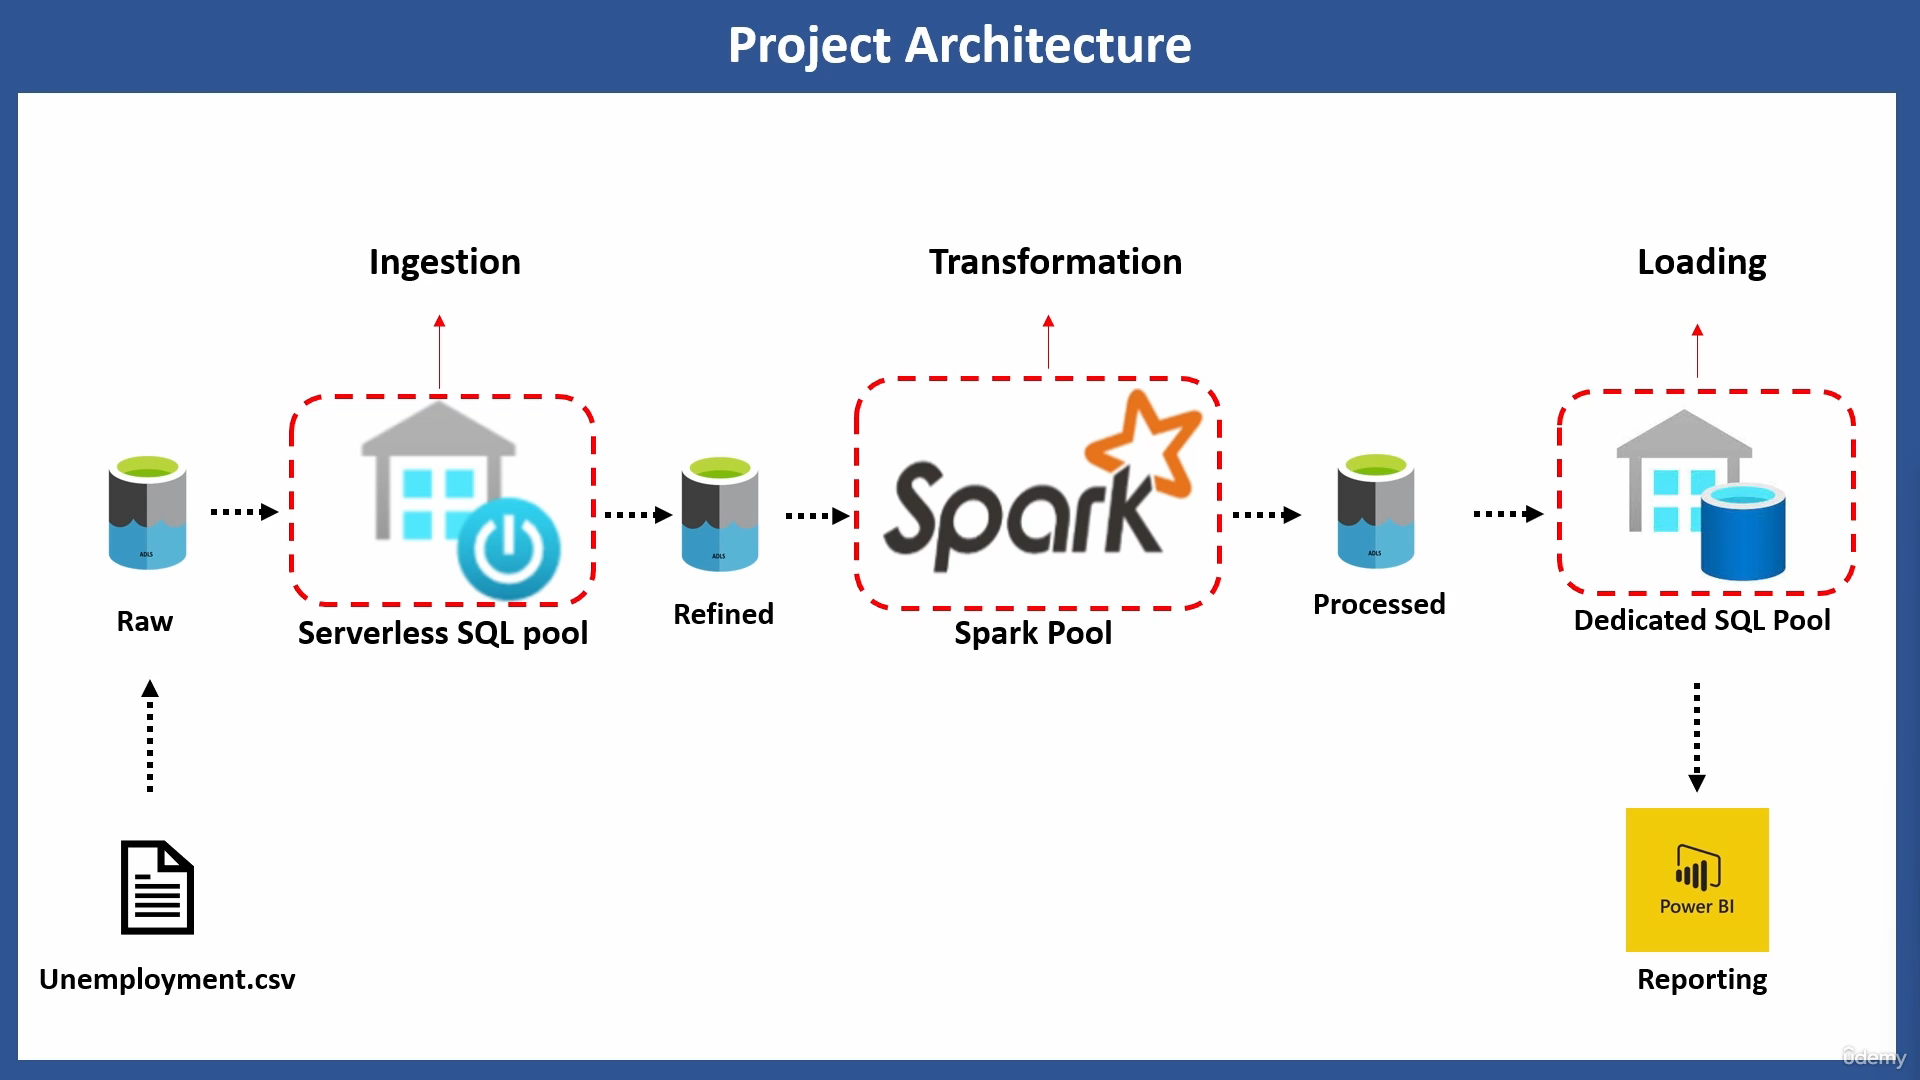 Project Architecture
Ingestion
Transformation
Loading
Spark
ADLS
ADLS
ADLS
Raw
Serverless SQL pool
Refined
Spark Pool
Processed
Dedicated SQL Pool
Power BI
Unemployment.csv
Reporting
ûdemy